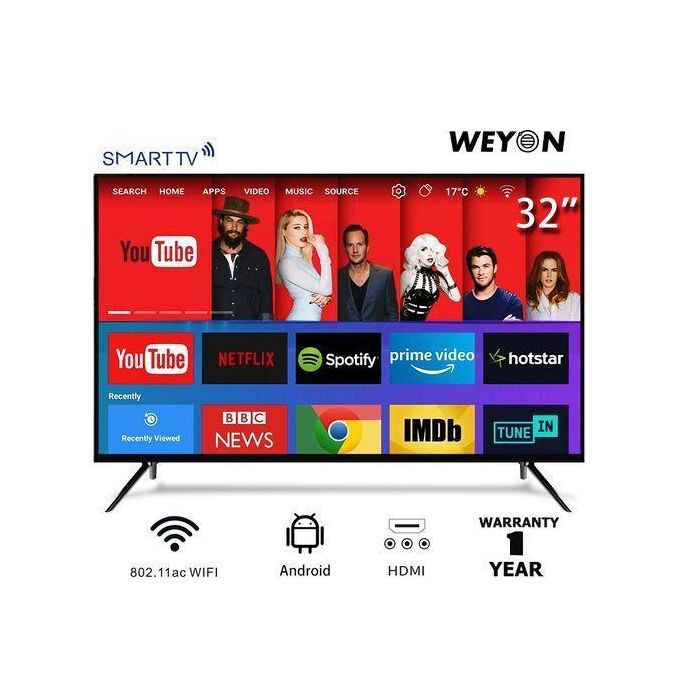 SMART TV
WEYON
SEARCH HOME APPS VIDEO MUSIC SOURCE 17°C
32"
YouTube
YouTube NETFLIX Spotify prime video hotstar
Recently
Recently Viewed BBC NEWS IMDb TUNE IN
802.11ac WIFI Android HDMI
WARRANTY
1
YEAR